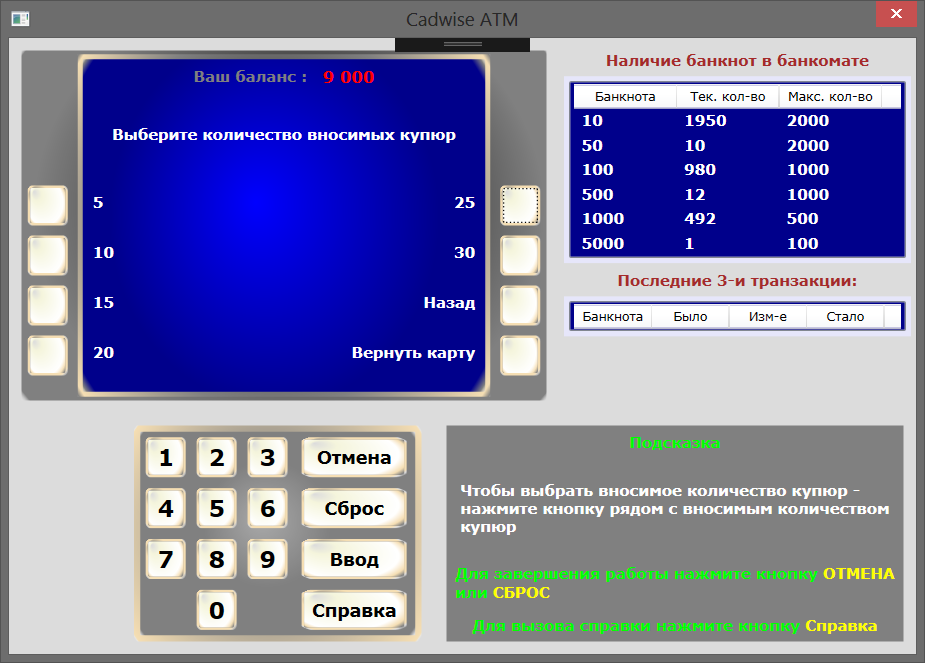 Cadwise ATM
Ваш баланс : 9 000
Выберите количество вносимых купюр
5 25
10 30
15 Назад
20 Вернуть карту
Наличие банкнот в банкомате
Банкнота Тек. кол-во Макс. кол-во
10 1950 2000
50 10 2000
100 980 1000
500 12 1000
1000 492 500
5000 1 100
Последние 3-и транзакции:
Банкнота Было Изм-е Стало
1 2 3 Отмена
4 5 6 Сброс
7 8 9 Ввод
0 Справка
Подсказка
Чтобы выбрать вносимое количество купюр -
нажмите кнопку рядом с вносимым количеством
купюр
Для завершения работы нажмите кнопку ОТМЕНА
или СБРОС
Для вызова справки нажмите кнопку Справка